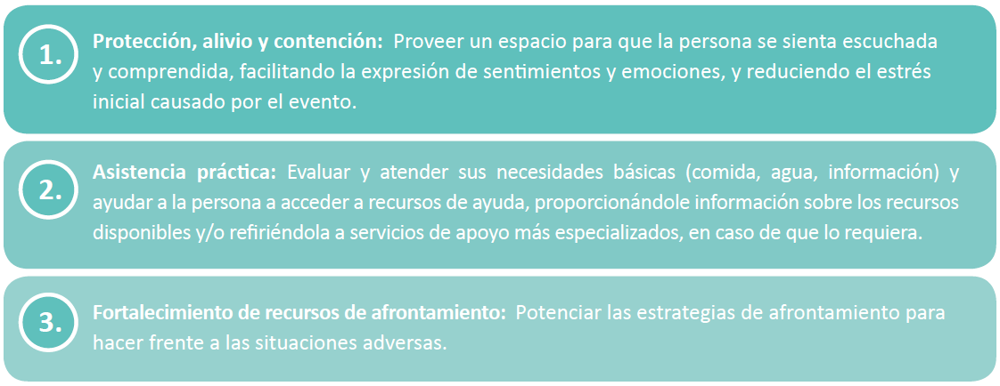 1.
Protección, alivio y contención: Proveer un espacio para que la persona se sienta escuchada
y comprendida, facilitando la expresión de sentimientos y emociones, y reduciendo el estrés
inicial causado por el evento.
2.
Asistencia práctica: Evaluar y atender sus necesidades básicas (comida, agua, información) y
ayudar a la persona a acceder a recursos de ayuda, proporcionándole información sobre los recursos
disponibles y/o refiriéndola a servicios de apoyo más especializados, en caso de que lo requiera.
3.
Fortalecimiento de recursos de afrontamiento: Potenciar las estrategias de afrontamiento para
hacer frente a las situaciones adversas.